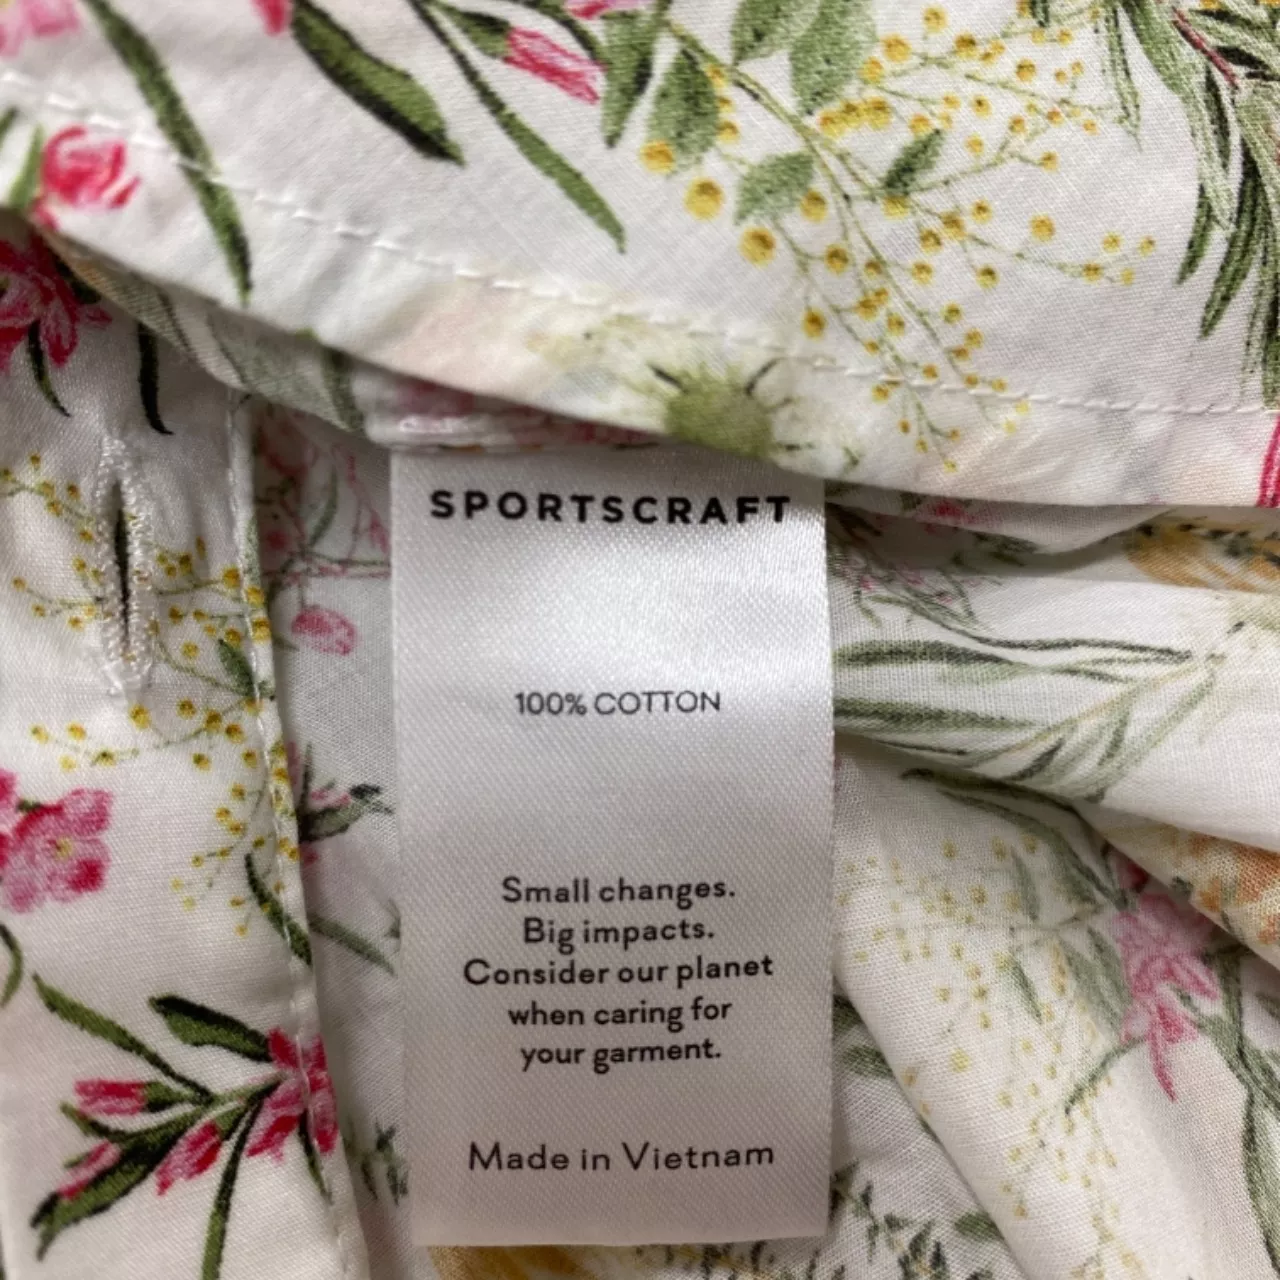 SPORTSCRAFT
100% COTTON
Small changes.
Big impacts.
Consider our planet
when caring for
your garment.
Made in Vietnam